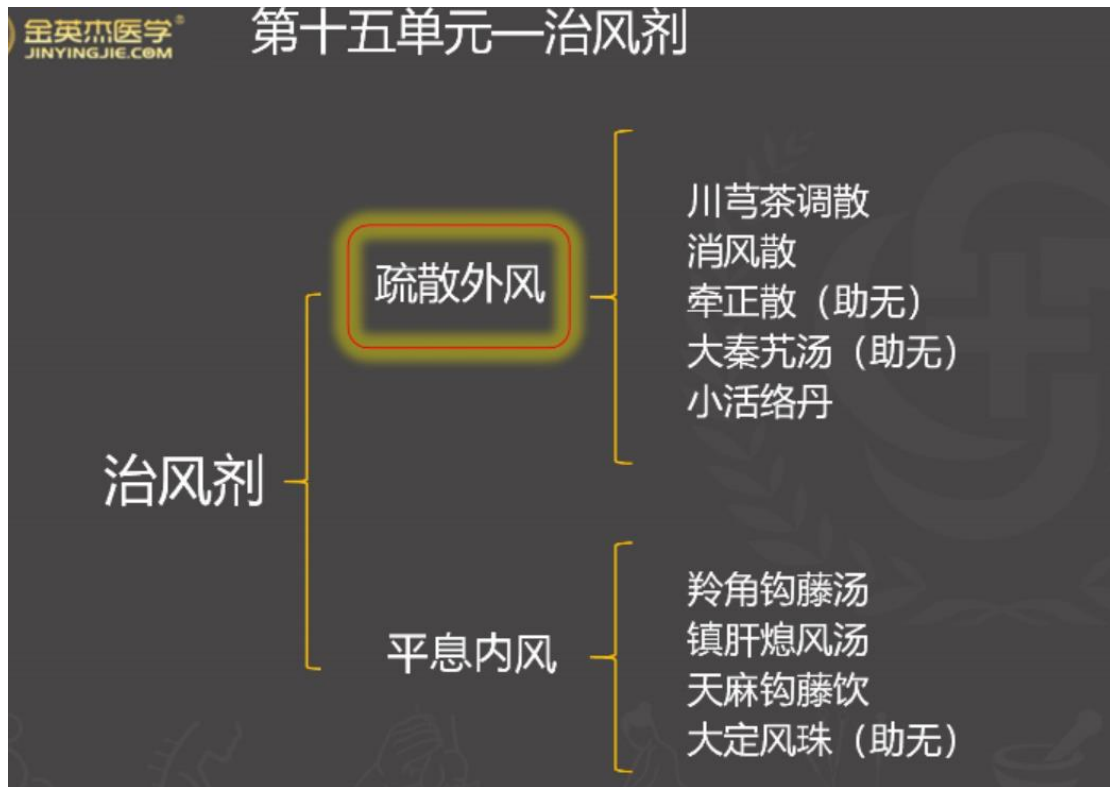 金英杰医学®
JINYINGJIE.COM
第十五单元—治风剂
治风剂
疏散外风
川芎茶调散
消风散
牵正散（助无）
大秦艽汤（助无）
小活络丹
平息内风
羚角钩藤汤
镇肝熄风汤
天麻钩藤饮
大定风珠（助无）